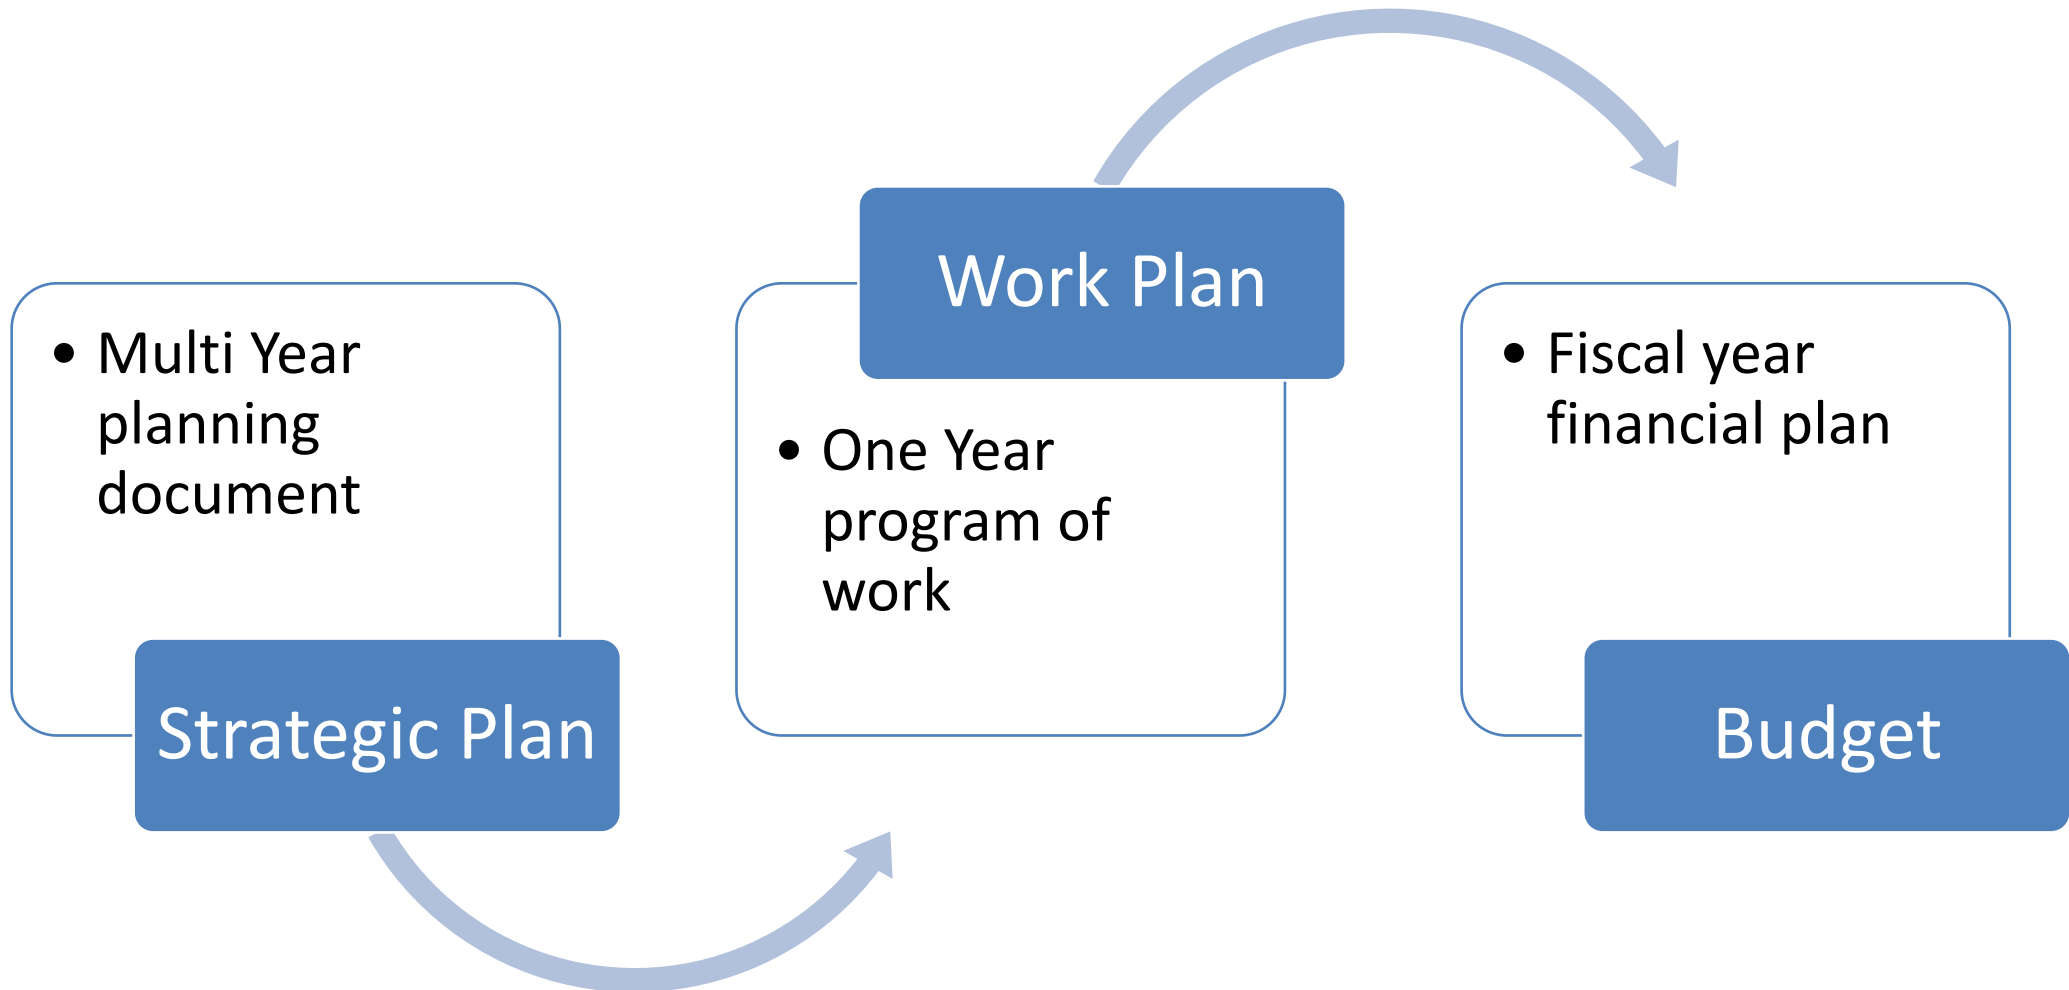 • Multi Year
planning
document
Strategic Plan
Work Plan
• One Year
program of
work
• Fiscal year
financial plan
Budget